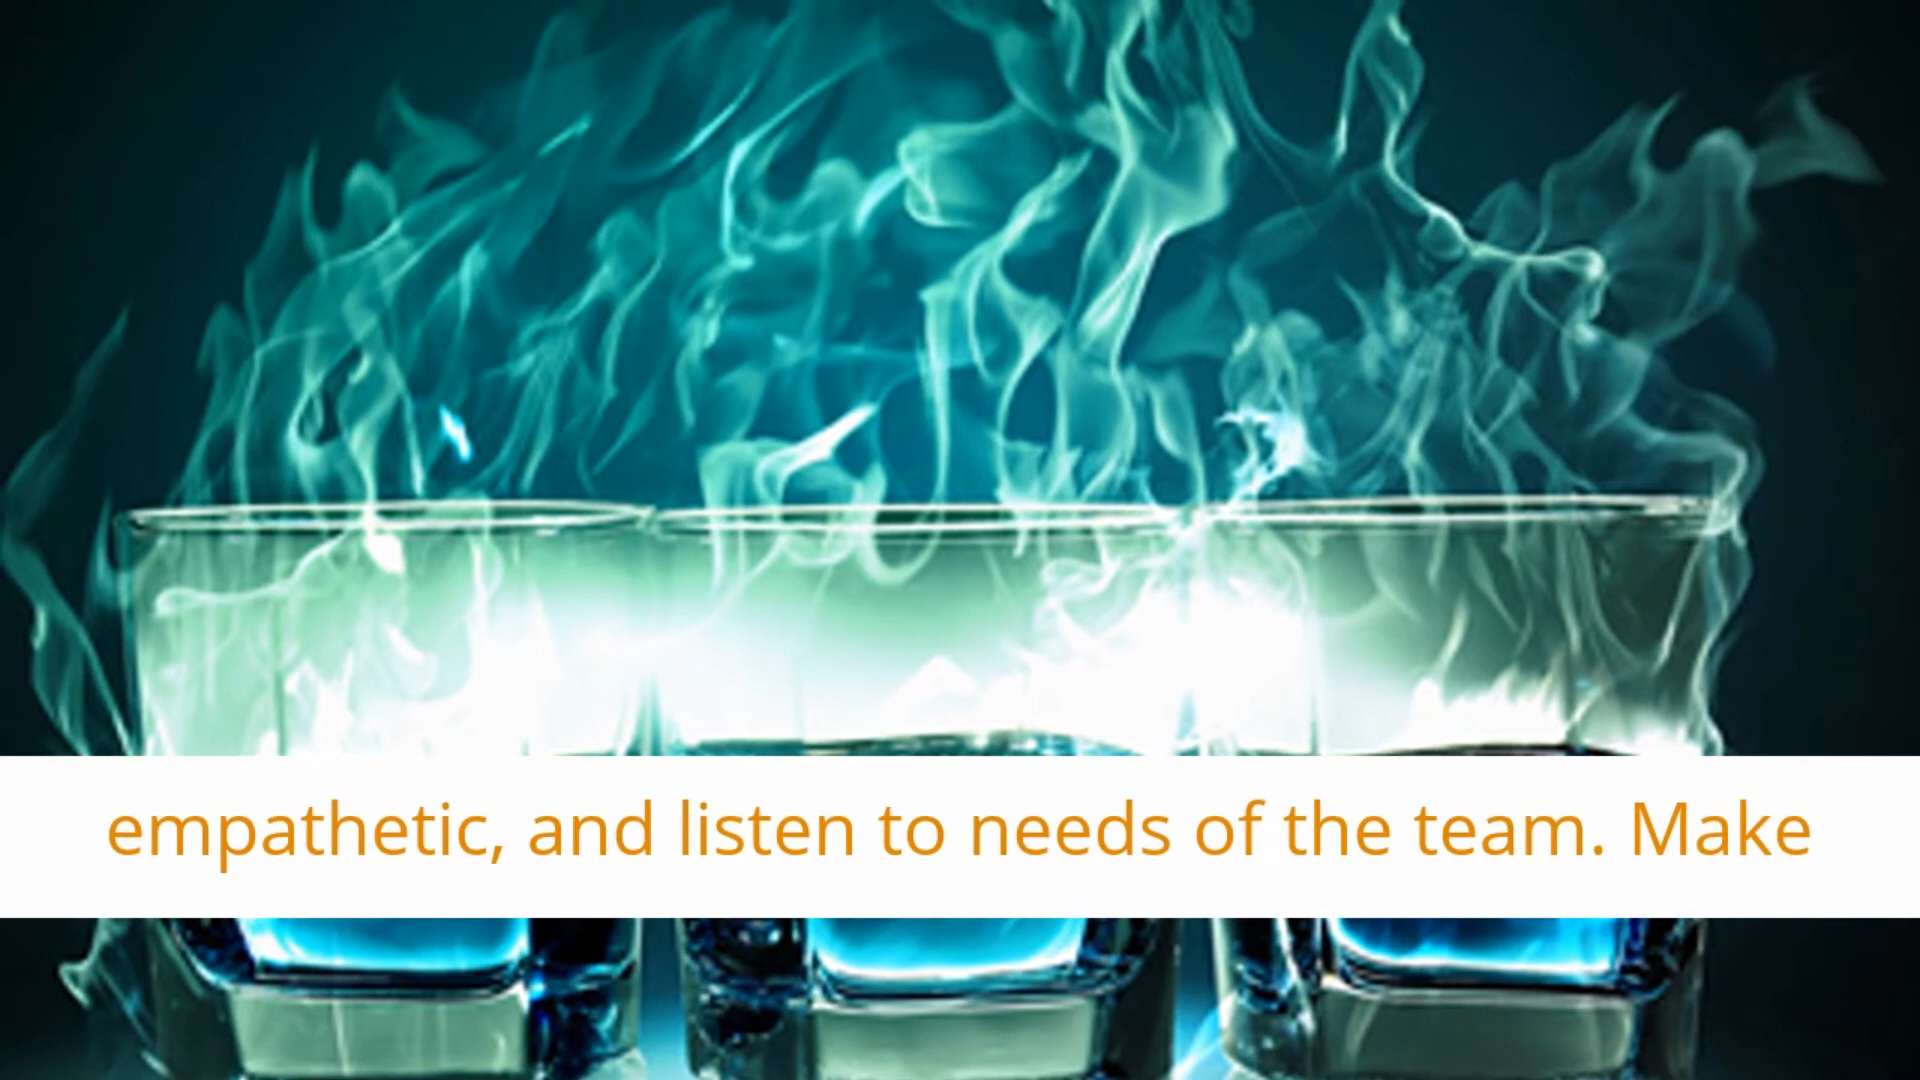 empathetic, and listen to needs of the team. Make